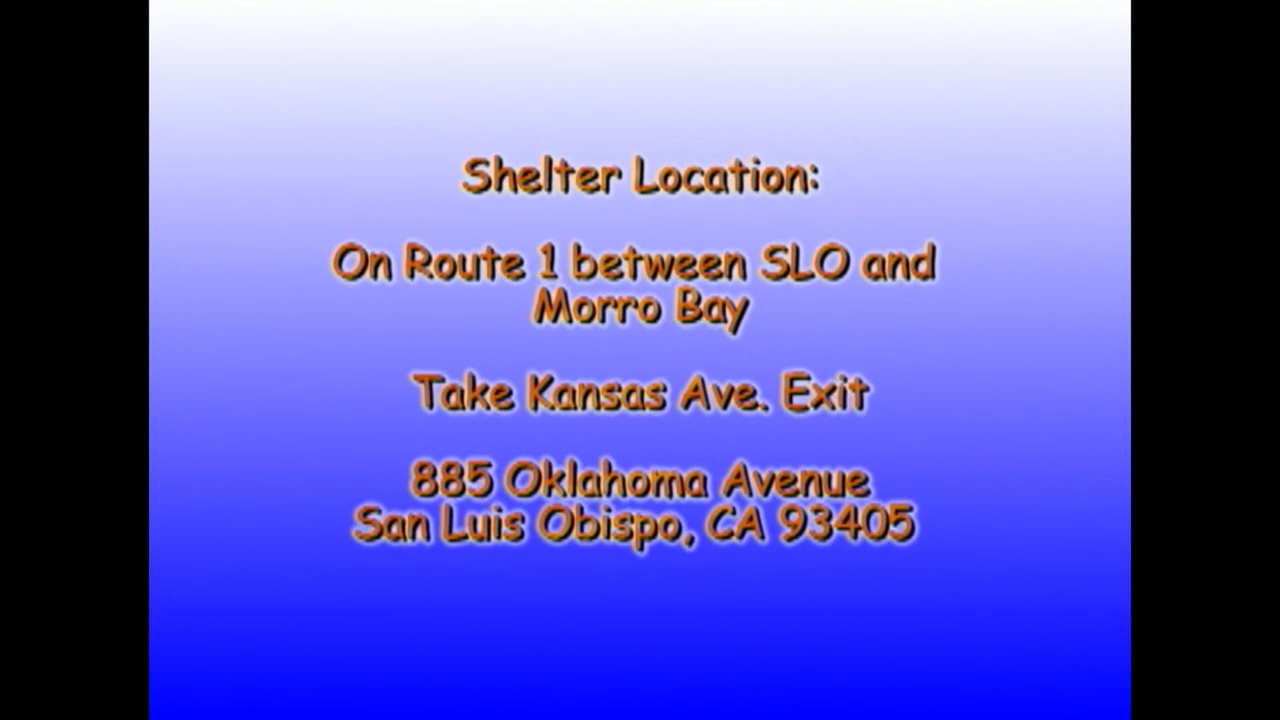 Shelter Location:
On Route 1 between SLO and
Morro Bay
Take Kansas Ave. Exit
885 Oklahoma Avenue
San Luis Obispo, CA 93405